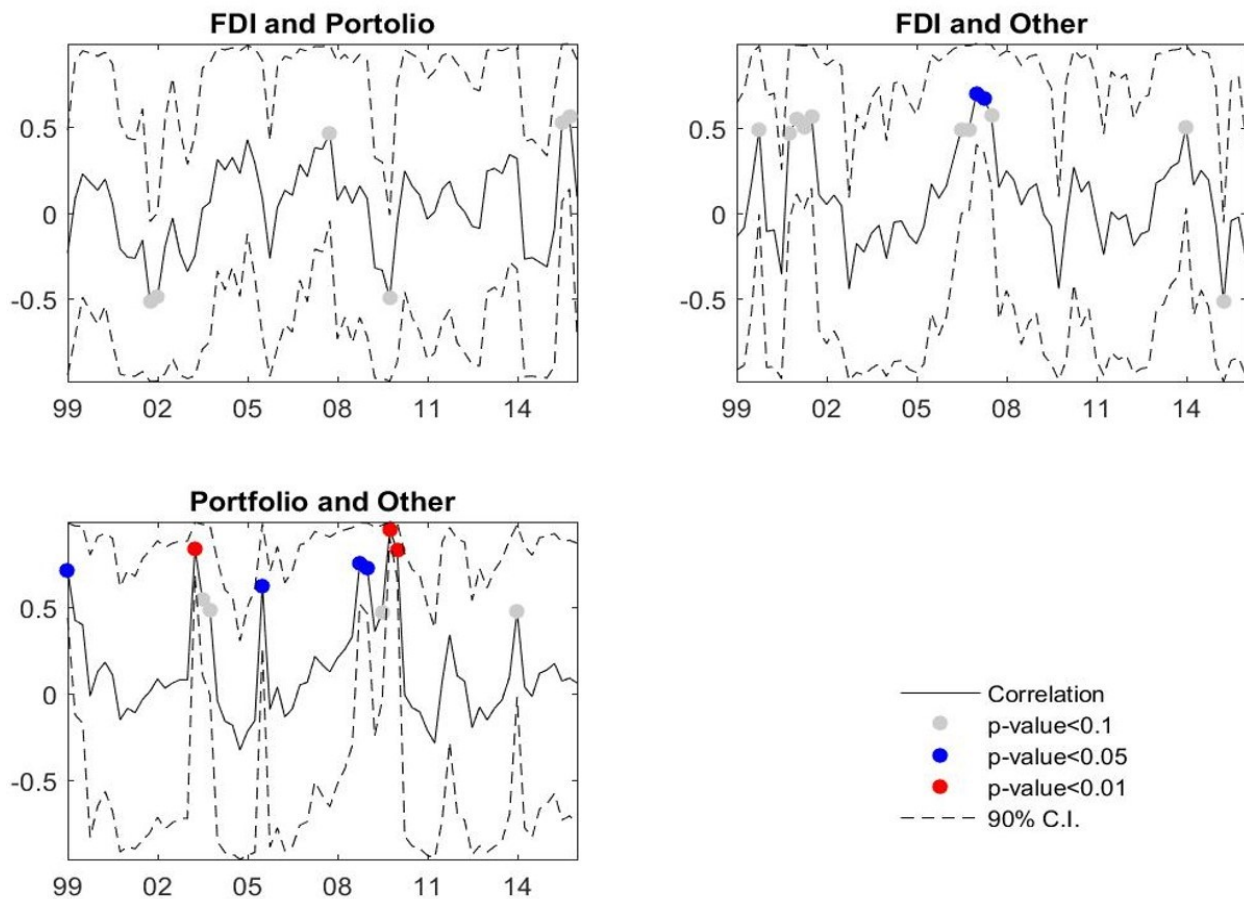 FDI and Portolio
0.5
0
-0.5
99 02 05 08 11 14
FDI and Other
0.5
0
-0.5
99 02 05 08 11 14
Portfolio and Other
0.5
0
-0.5
99 02 05 08 11 14
Correlation
p-value<0.1
p-value<0.05
p-value<0.01
90% C.I.